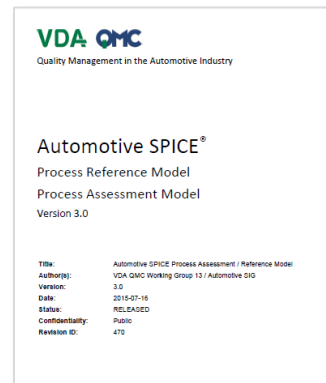 VDA QMC
Quality Management in the Automotive Industry
Automotive SPICE®
Process Reference Model
Process Assessment Model
Version 3.0
Title: Automotive SPICE Process Assessment / Reference Model
Author(s): VDA QMC Working Group 13 / Automotive SIG
Version: 3.0
Date: 2015-07-16
Status: RELEASED
Confidentiality: Public
Revision ID: 470